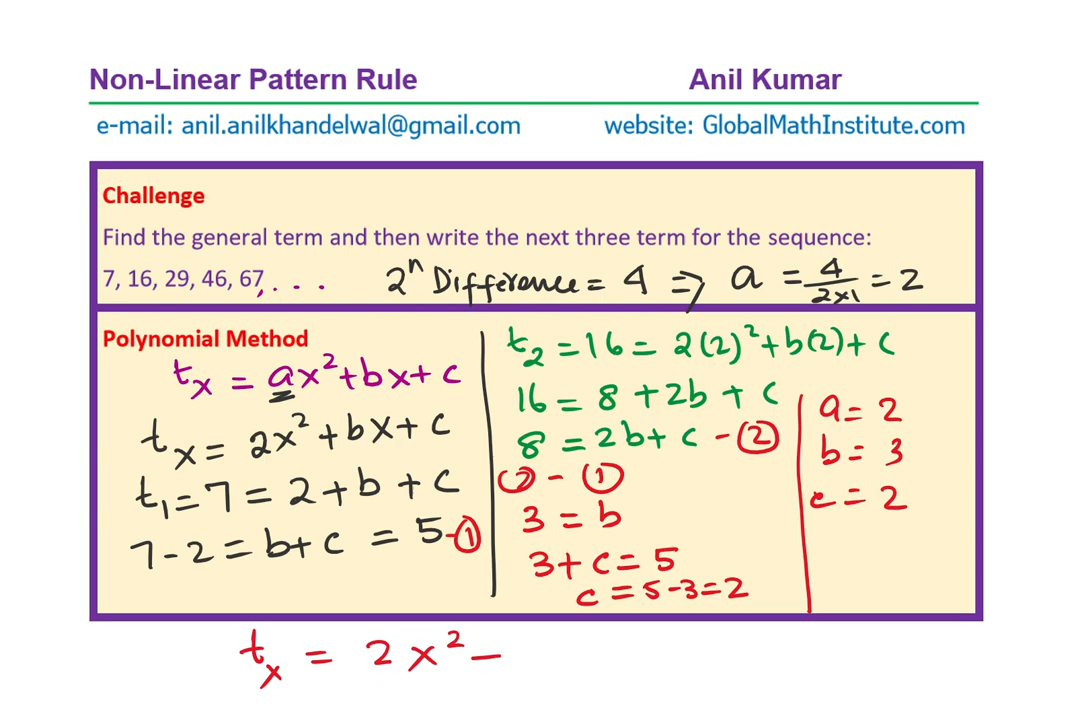 Non-Linear Pattern Rule Anil Kumar
e-mail: anil.anilkhandelwal@gmail.com website: GlobalMathInstitute.com
Challenge
Find the general term and then write the next three term for the sequence:
7, 16, 29, 46, 67, . . . 2ⁿ Difference = 4 ⇒ a = 4/2×1 = 2
Polynomial Method
tₓ = ax² + bx + c
tₓ = 2x² + bx + c
t₁ = 7 = 2 + b + c
7 - 2 = b + c = 5 - ①
t₂ = 16 = 2(2)² + b(2) + c
16 = 8 + 2b + c
8 = 2b + c - ②
② - ①
3 = b
3 + c = 5
c = 5 - 3 = 2
a = 2
b = 3
c = 2
tₓ = 2x² –